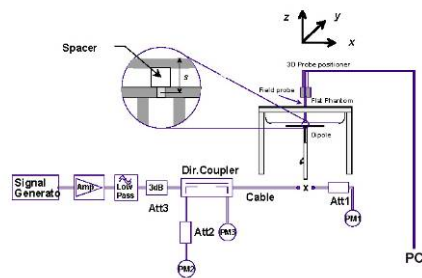 z
y
x
Spacer
s
3D Probe positioner
Field probe
Flat Phantom
Dipole
Dir.Coupler
Signal
Generato
Amp
Low
Pass
3dB
Att3
Cable
x
Att1
Att2
PM3
PM1
PM2
PC